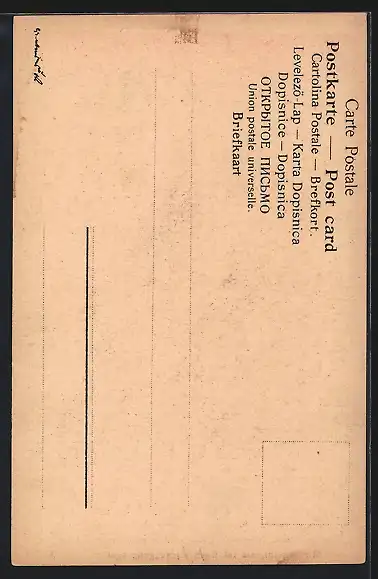 Carte Postale
Postkarte — Post card
Cartolina Postale — Brefkort.
Levelező-Lap — Karta Dopisnica
Dopisnice — Dopisnica
ОТКРЫТОЕ ПИСЬМО
Union postale universelle.
Briefkaart